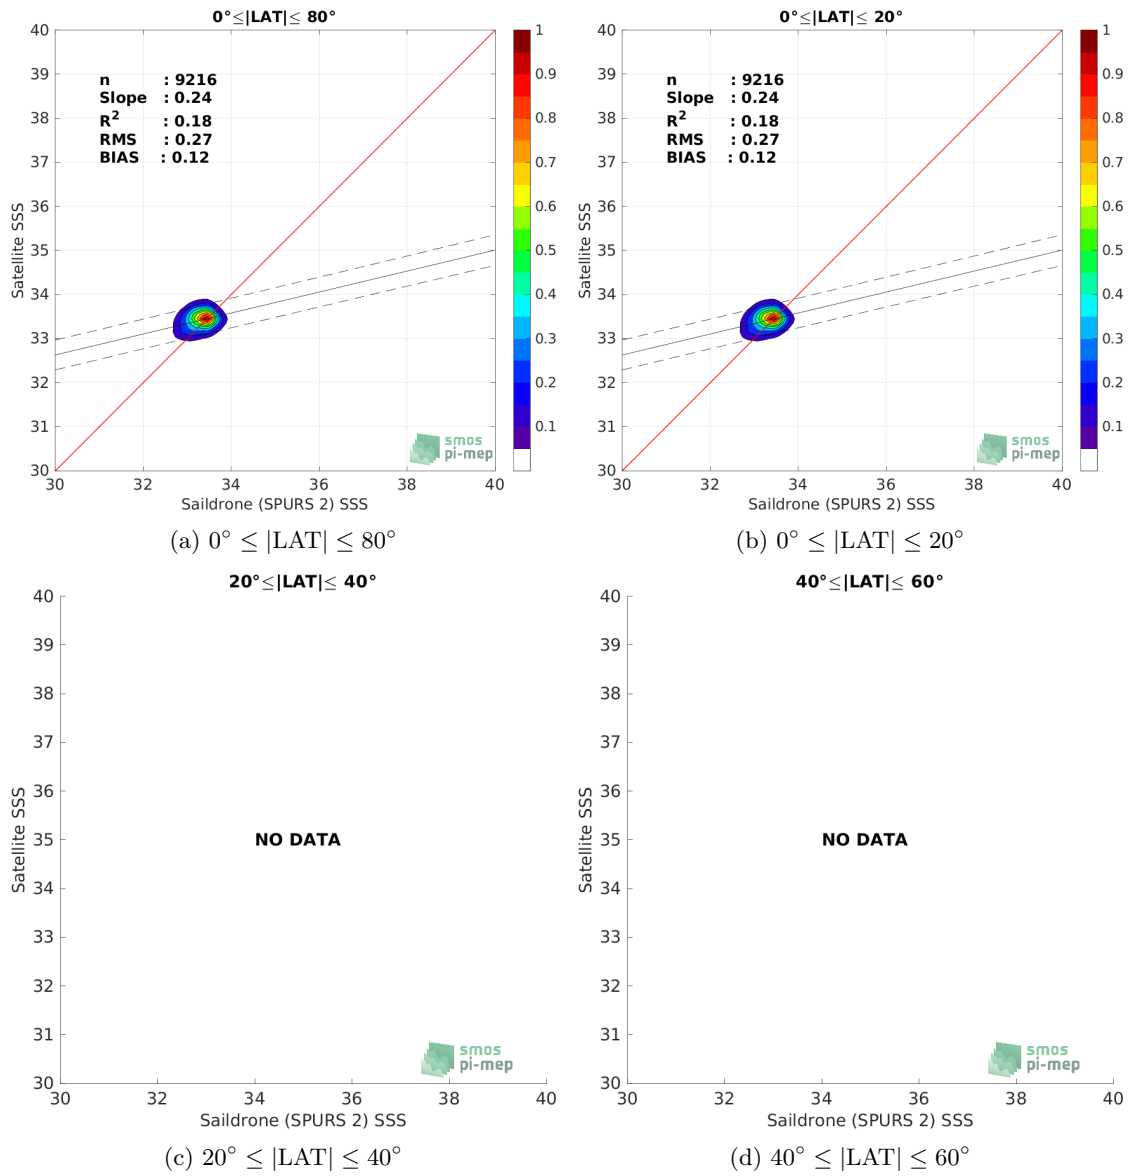 0°≤|LAT|≤ 80°
40
39
38
37
36
35
34
33
32
31
30
Satellite SSS
n : 9216
Slope : 0.24
R² : 0.18
RMS : 0.27
BIAS : 0.12
smos
pi-mep
30 32 34 36 38 40
Saildrone (SPURS 2) SSS
1
0.9
0.8
0.7
0.6
0.5
0.4
0.3
0.2
0.1
(a) 0° ≤ |LAT| ≤ 80°
0°≤|LAT|≤ 20°
40
39
38
37
36
35
34
33
32
31
30
Satellite SSS
n : 9216
Slope : 0.24
R² : 0.18
RMS : 0.27
BIAS : 0.12
smos
pi-mep
30 32 34 36 38 40
Saildrone (SPURS 2) SSS
1
0.9
0.8
0.7
0.6
0.5
0.4
0.3
0.2
0.1
(b) 0° ≤ |LAT| ≤ 20°
20°≤|LAT|≤ 40°
40
39
38
37
36
35
34
33
32
31
30
Satellite SSS
NO DATA
smos
pi-mep
30 32 34 36 38 40
Saildrone (SPURS 2) SSS
(c) 20° ≤ |LAT| ≤ 40°
40°≤|LAT|≤ 60°
40
39
38
37
36
35
34
33
32
31
30
Satellite SSS
NO DATA
smos
pi-mep
30 32 34 36 38 40
Saildrone (SPURS 2) SSS
(d) 40° ≤ |LAT| ≤ 60°